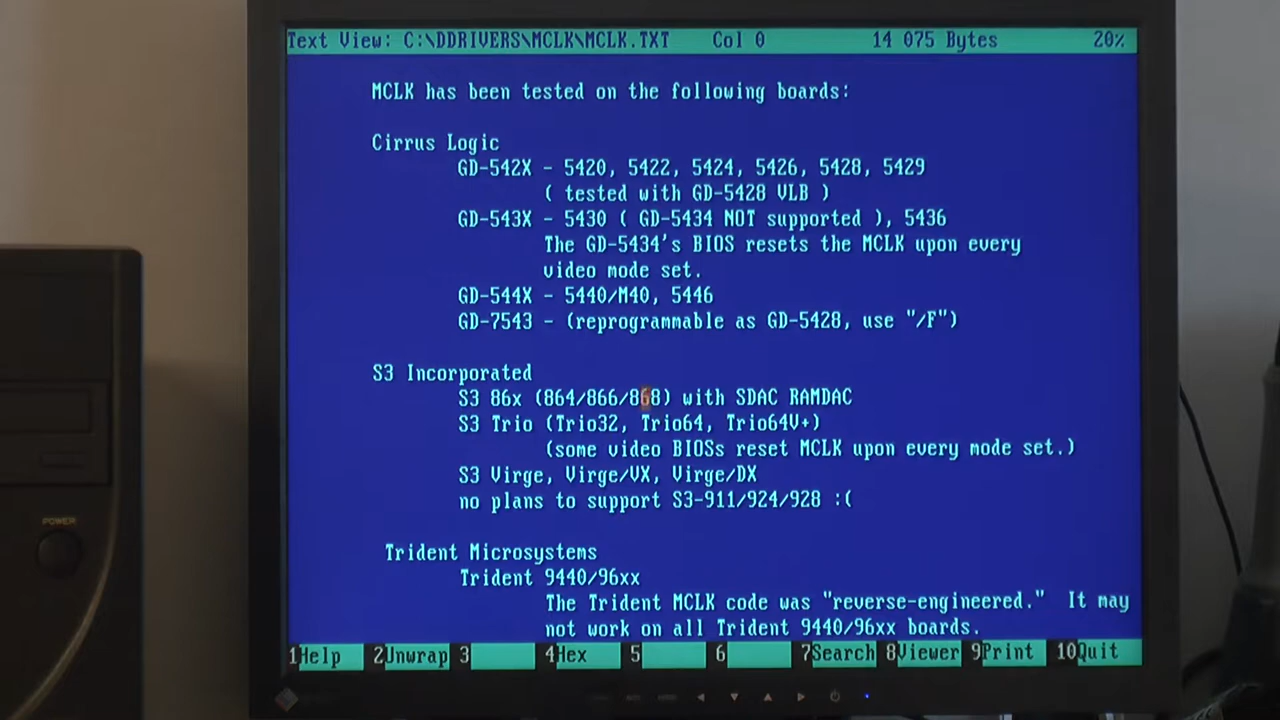 Text View: C:\DDRIVERS\MCLK\MCLK.TXT Col 0 14 075 Bytes 20%
MCLK has been tested on the following boards:
Cirrus Logic
GD-542X - 5420, 5422, 5424, 5426, 5428, 5429
( tested with GD-5428 VLB )
GD-543X - 5430 ( GD-5434 NOT supported ), 5436
The GD-5434's BIOS resets the MCLK upon every
video mode set.
GD-544X - 5440/M40, 5446
GD-7543 - (reprogrammable as GD-5428, use "/F")
S3 Incorporated
S3 86x (864/866/868) with SDAC RAMDAC
S3 Trio (Trio32, Trio64, Trio64V+)
(some video BIOSs reset MCLK upon every mode set.)
S3 Virge, Virge/VX, Virge/DX
no plans to support S3-911/924/928 :(
Trident Microsystems
Trident 9440/96xx
The Trident MCLK code was "reverse-engineered." It may
not work on all Trident 9440/96xx boards.
1Help 2Unwrap 3 4Hex 5 6 7Search 8Viewer 9Print 10Quit
POWER